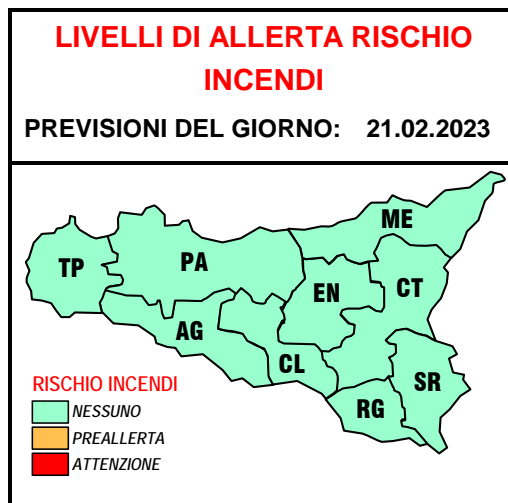 LIVELLI DI ALLERTA RISCHIO
INCENDI
PREVISIONI DEL GIORNO: 21.02.2023
ME
TP
PA
EN
CT
AG
CL
SR
RG
RISCHIO INCENDI
NESSUNO
PREALLERTA
ATTENZIONE